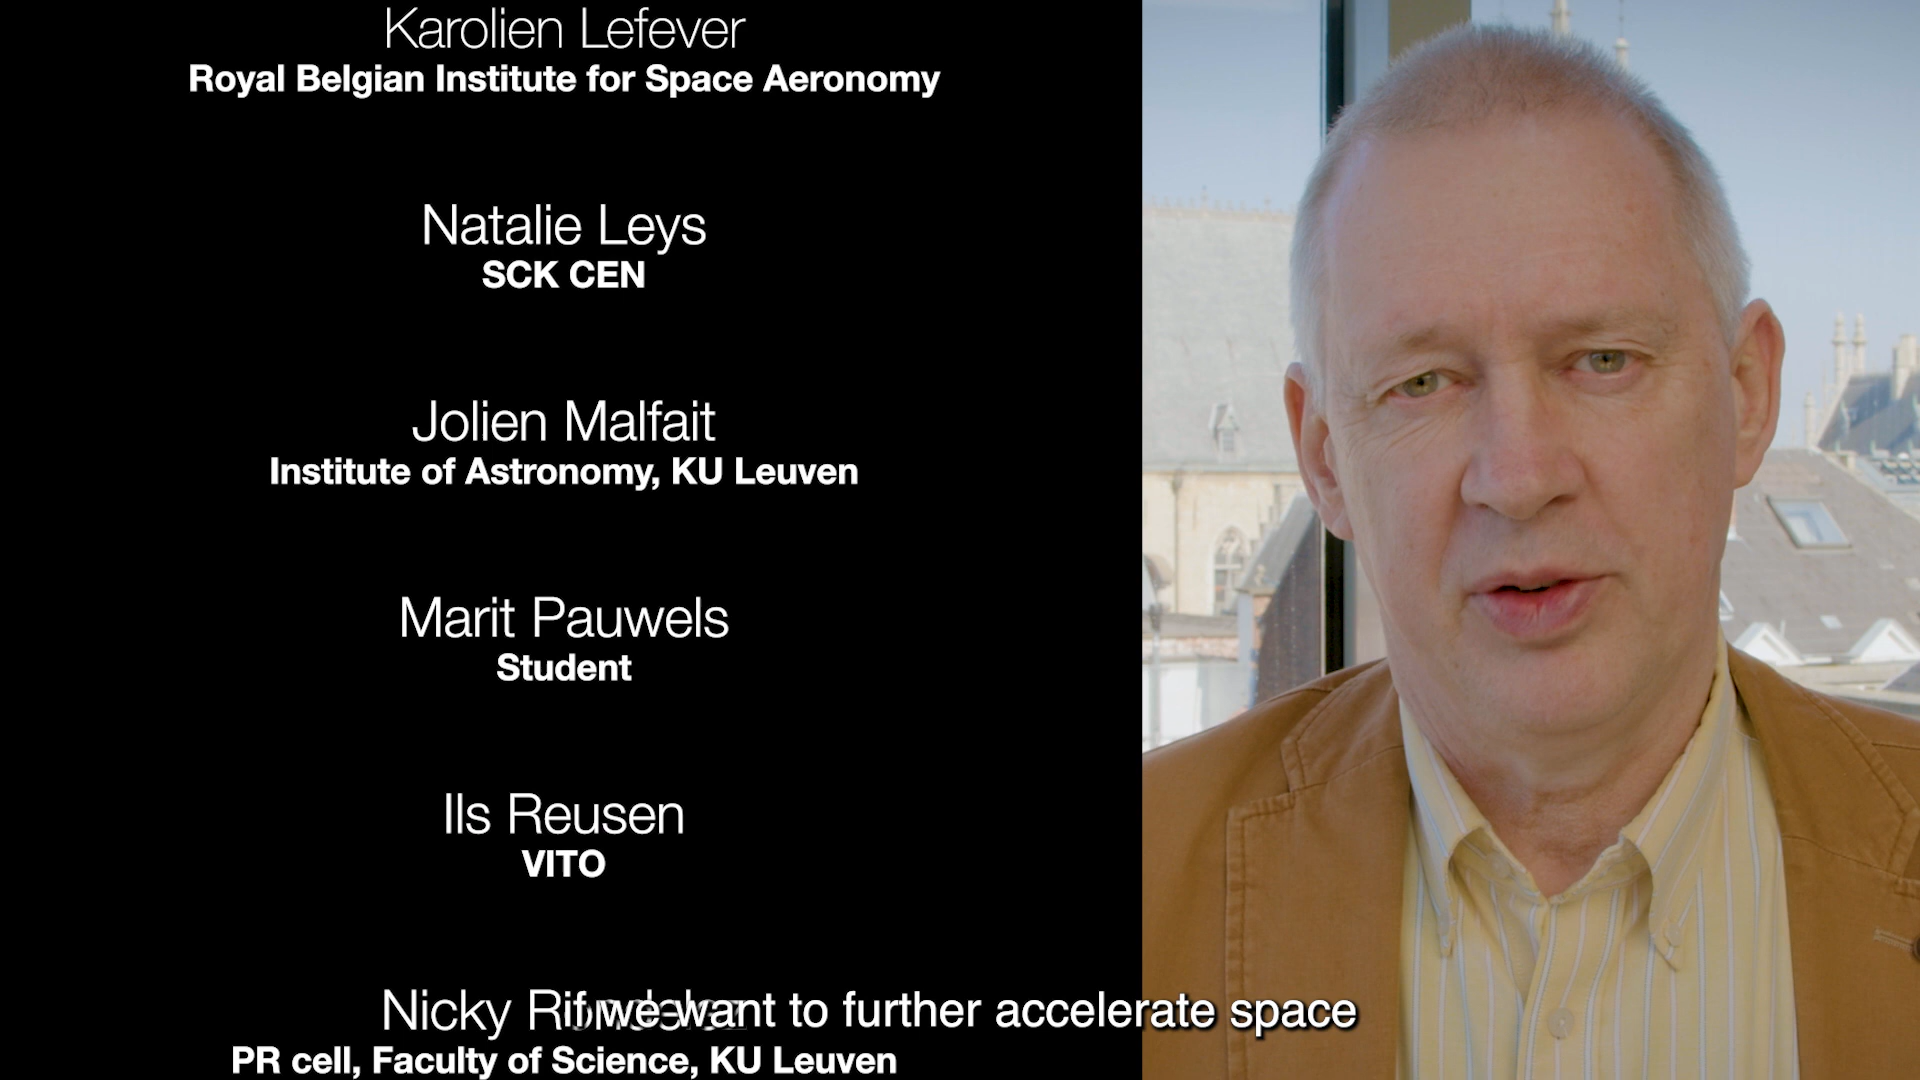 Karolien Lefever
Royal Belgian Institute for Space Aeronomy
Natalie Leys
SCK CEN
Jolien Malfait
Institute of Astronomy, KU Leuven
Marit Pauwels
Student
Ils Reusen
VITO
Nicky
if we want to further accelerate space
PR cell, Faculty of Science, KU Leuven